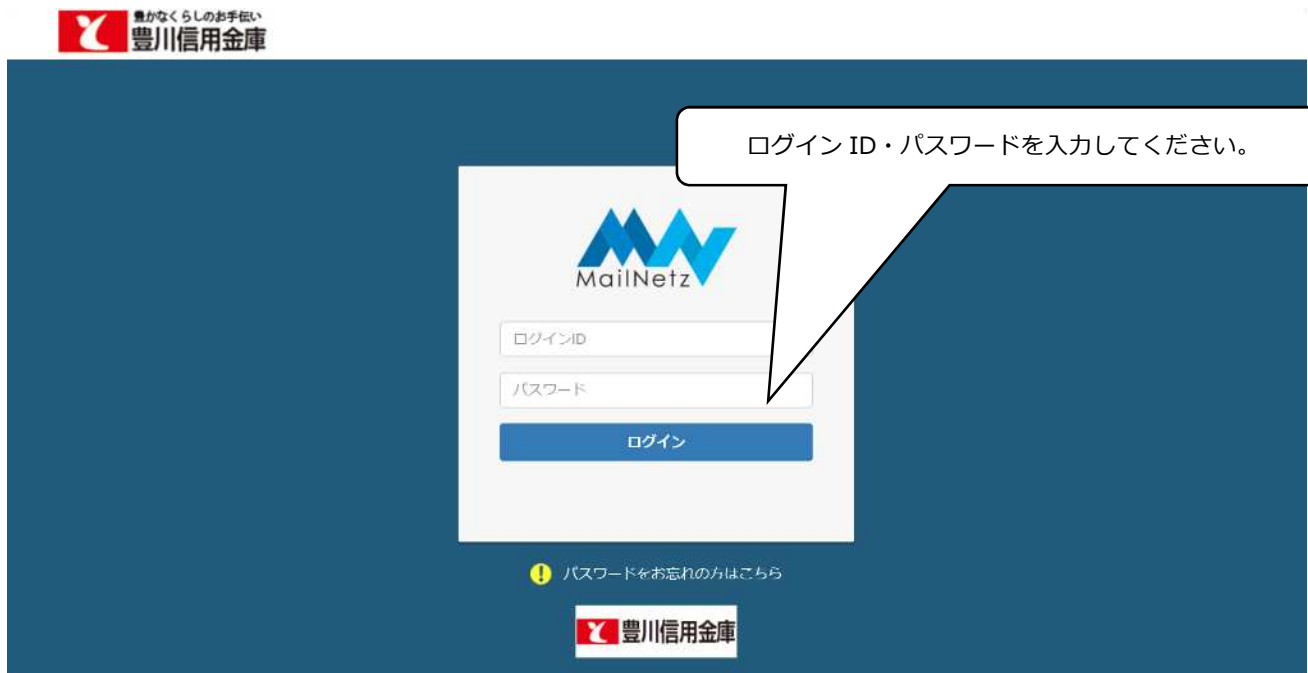 豊かなくらしのお手伝い
豊川信用金庫
ログイン ID・パスワードを入力してください。
MailNetz
ログインID
パスワード
ログイン
パスワードをお忘れの方はこちら
豊川信用金庫